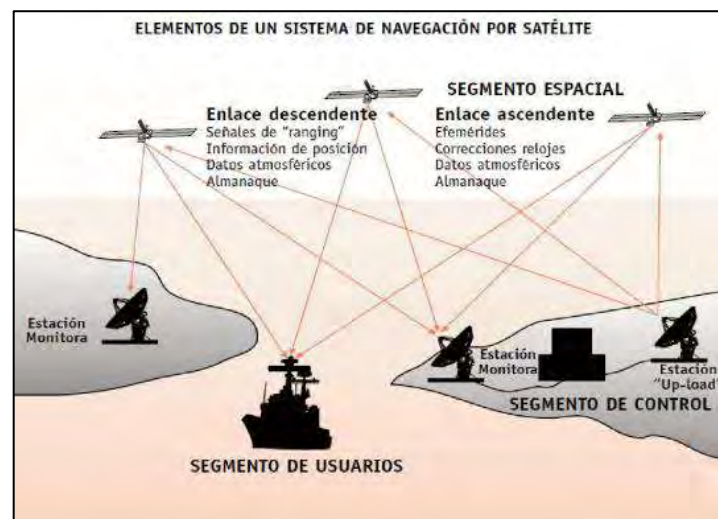 ELEMENTOS DE UN SISTEMA DE NAVEGACIÓN POR SATÉLITE
SEGMENTO ESPACIAL
Enlace descendente
Señales de "ranging"
Información de posición
Datos atmosféricos
Almanaque
Enlace ascendente
Efemérides
Correcciones relojes
Datos atmosféricos
Almanaque
Estación
Monitora
Estación
Monitora
Estación
"Up-load"
SEGMENTO DE CONTROL
SEGMENTO DE USUARIOS